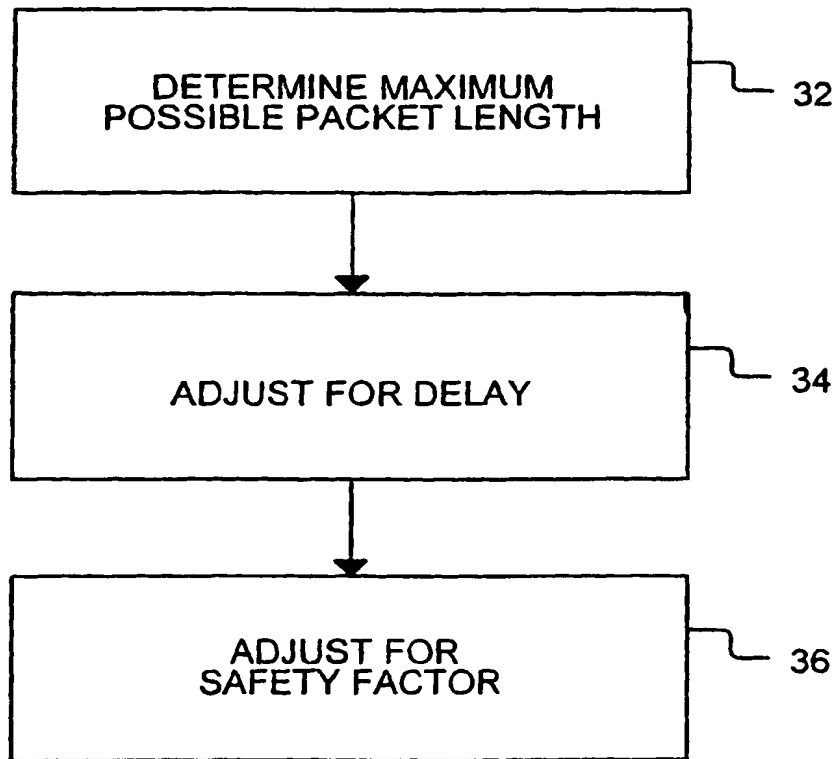 DETERMINE MAXIMUM
POSSIBLE PACKET LENGTH
32
ADJUST FOR DELAY
34
ADJUST FOR
SAFETY FACTOR
36